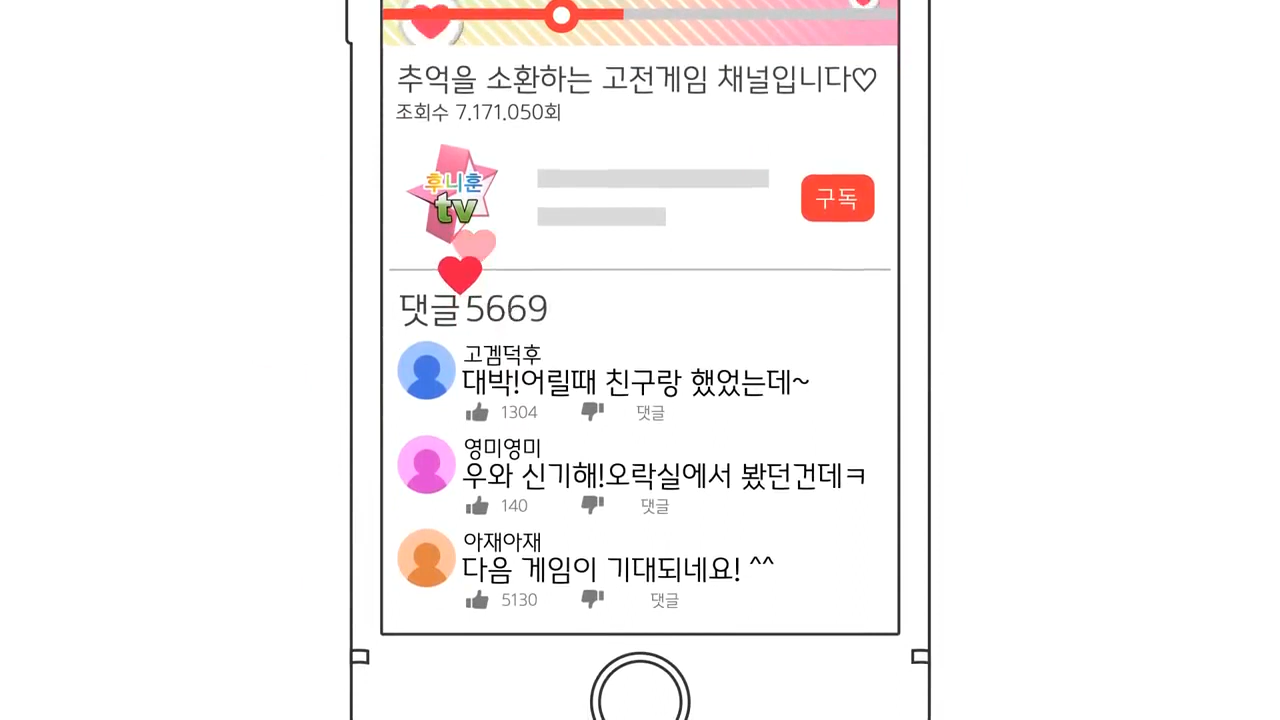 추억을 소환하는 고전게임 채널입니다♡
조회수 7.171.050회
후니훈
tv
구독
댓글 5669
고겜덕후
대박!어릴때 친구랑 했었는데~
1304 댓글
영미영미
우와 신기해!오락실에서 봤던건데ㅋ
140 댓글
아재아재
다음 게임이 기대되네요! ^^
5130 댓글